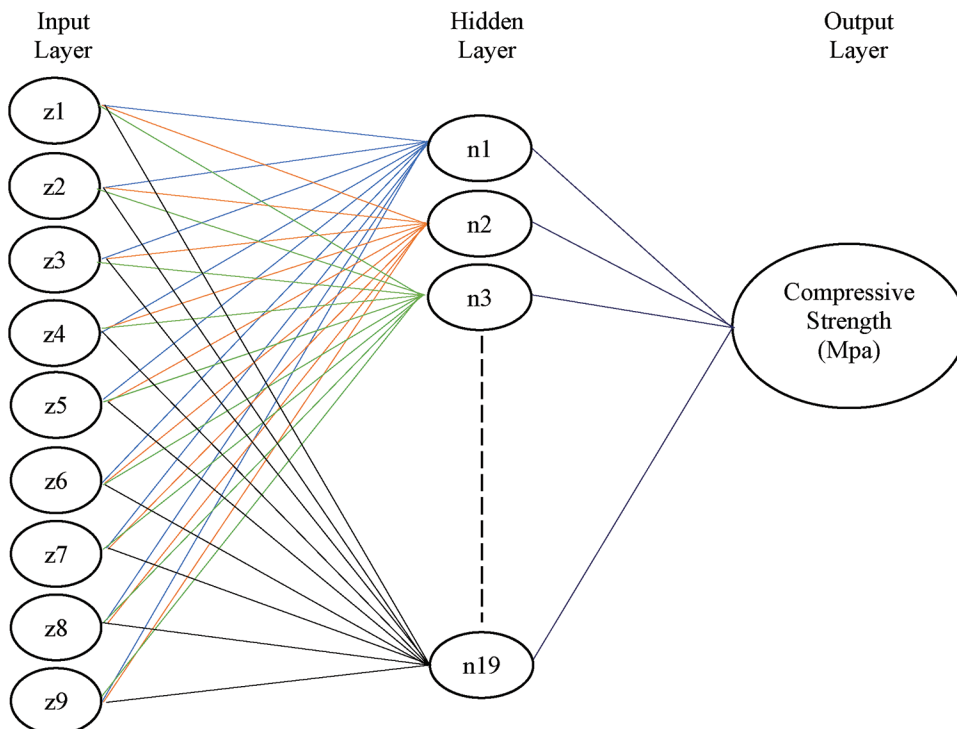 Input
Layer
Hidden
Layer
Output
Layer
z1
z2
z3
z4
z5
z6
z7
z8
z9
n1
n2
n3
n19
Compressive
Strength
(Mpa)